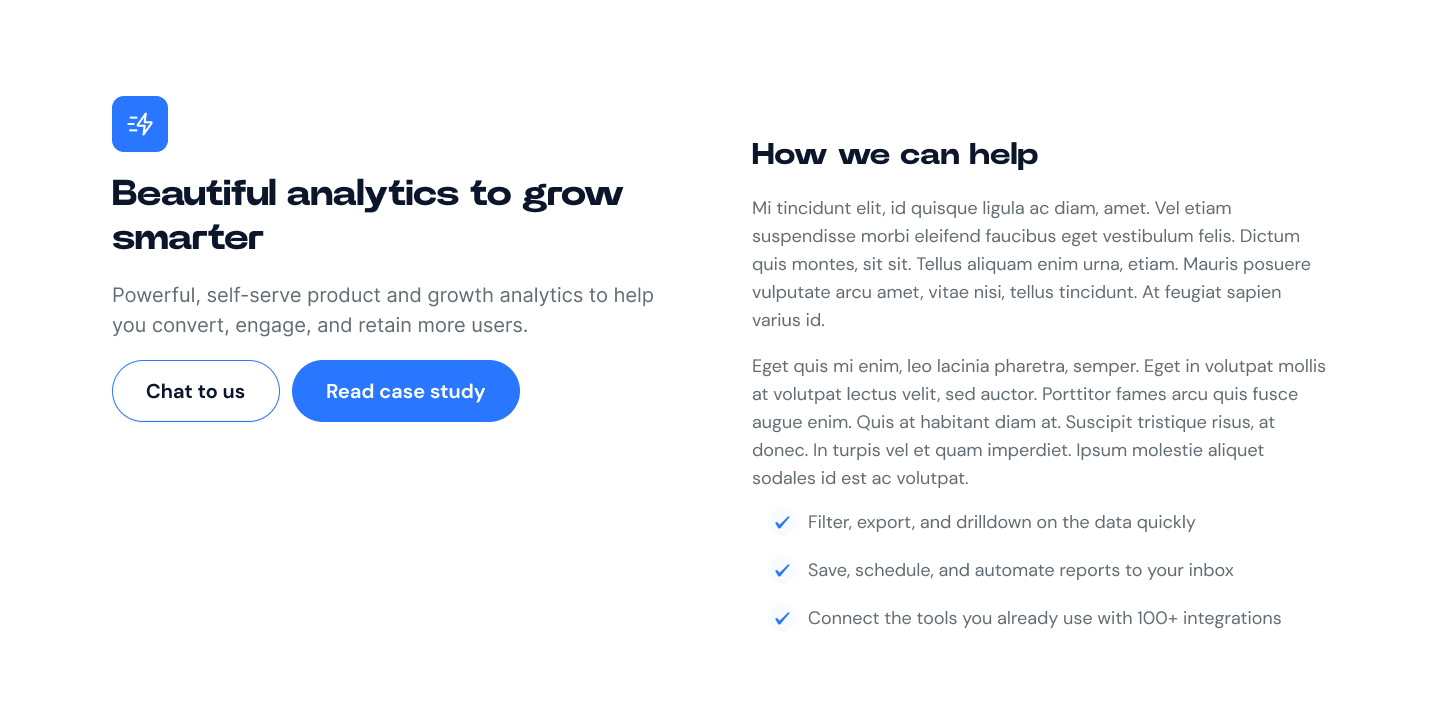 Beautiful analytics to grow
smarter
Powerful, self-serve product and growth analytics to help
you convert, engage, and retain more users.
Chat to us
Read case study
How we can help
Mi tincidunt elit, id quisque ligula ac diam, amet. Vel etiam
suspendisse morbi eleifend faucibus eget vestibulum felis. Dictum
quis montes, sit sit. Tellus aliquam enim urna, etiam. Mauris posuere
vulputate arcu amet, vitae nisi, tellus tincidunt. At feugiat sapien
varius id.
Eget quis mi enim, leo lacinia pharetra, semper. Eget in volutpat mollis
at volutpat lectus velit, sed auctor. Porttitor fames arcu quis fusce
augue enim. Quis at habitant diam at. Suscipit tristique risus, at
donec. In turpis vel et quam imperdiet. Ipsum molestie aliquet
sodales id est ac volutpat.
Filter, export, and drilldown on the data quickly
Save, schedule, and automate reports to your inbox
Connect the tools you already use with 100+ integrations